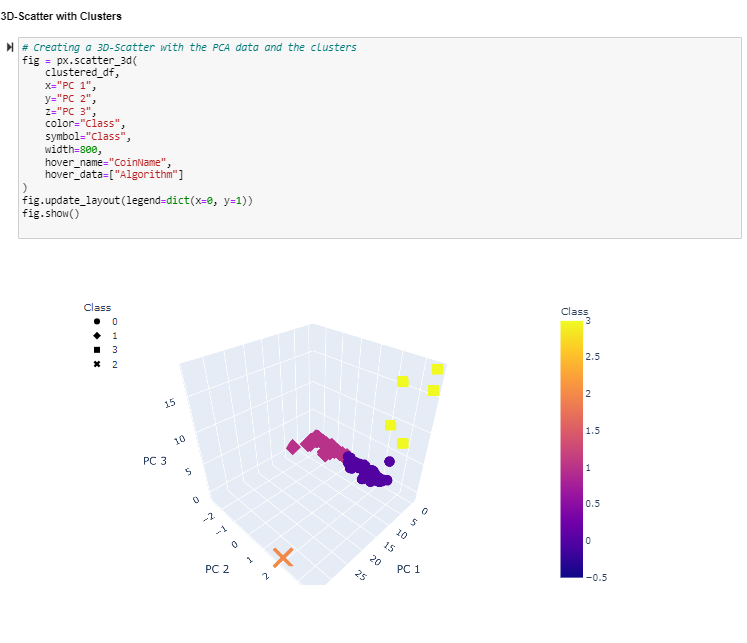 3D-Scatter with Clusters
# Creating a 3D-Scatter with the PCA data and the clusters
fig = px.scatter_3d(
    clustered_df,
    x="PC 1",
    y="PC 2",
    z="PC 3",
    color="Class",
    symbol="Class",
    width=800,
    hover_name="CoinName",
    hover_data=["Algorithm"]
)
fig.update_layout(legend=dict(x=0, y=1))
fig.show()
Class
0
1
3
2
15
10
5
0
PC 3
−2
−1
0
1
2
PC 2
0
5
10
15
20
25
PC 1
Class
3
2.5
2
1.5
1
0.5
0
−0.5